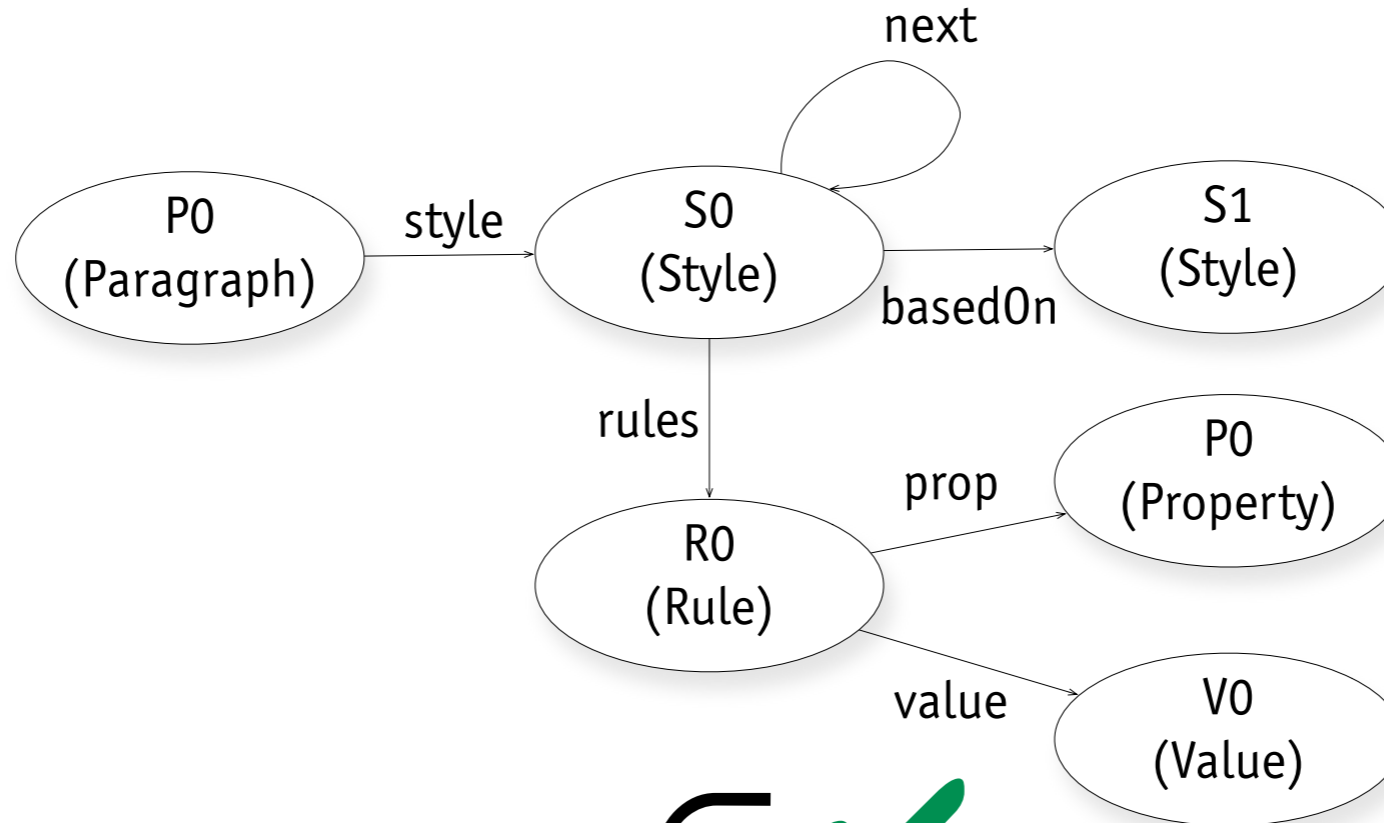 next
P0
(Paragraph)
style
S0
(Style)
basedOn
S1
(Style)
rules
R0
(Rule)
prop
P0
(Property)
value
V0
(Value)